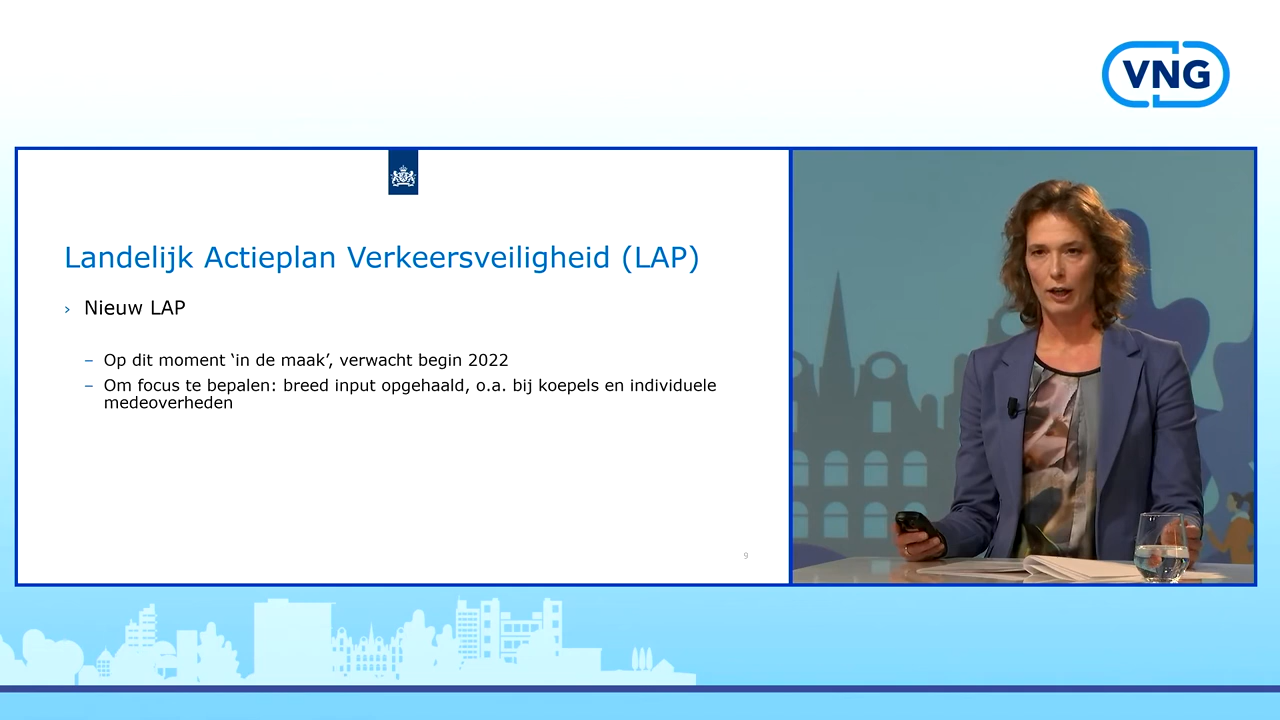 VNG
Landelijk Actieplan Verkeersveiligheid (LAP)
› Nieuw LAP
– Op dit moment ‘in de maak’, verwacht begin 2022
– Om focus te bepalen: breed input opgehaald, o.a. bij koepels en individuele
medeoverheden
9